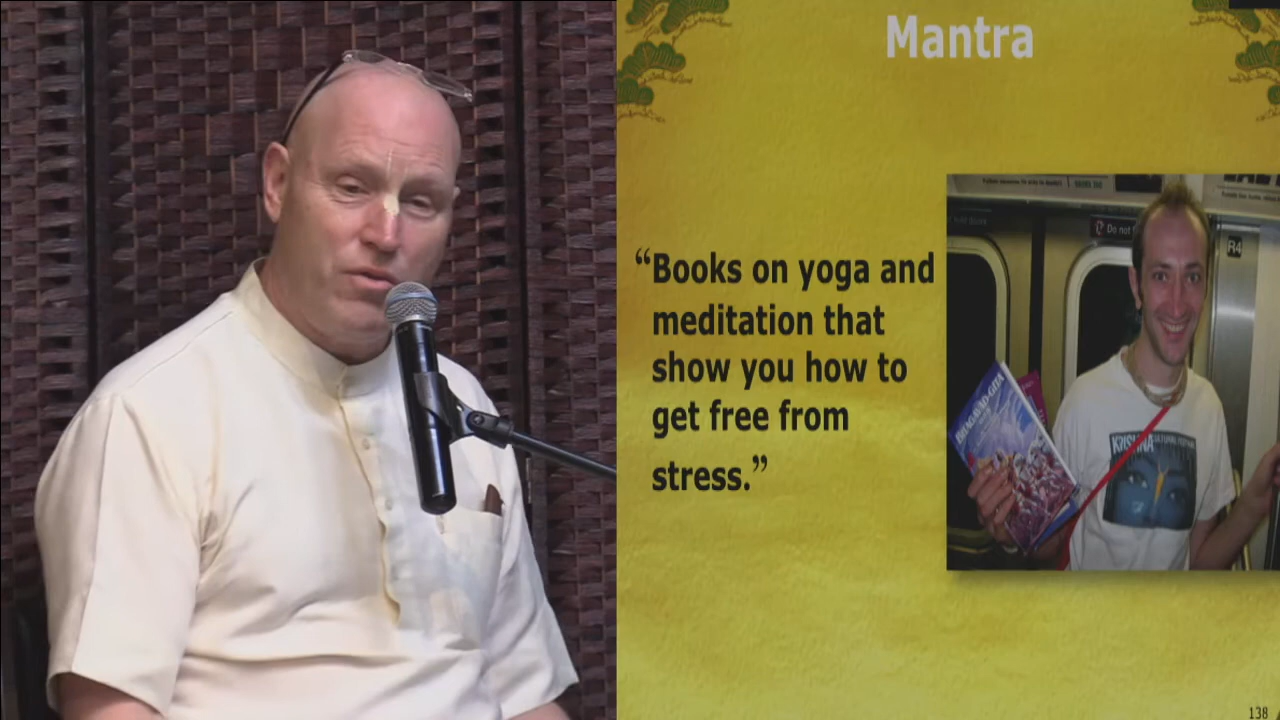 Mantra
“Books on yoga and
meditation that
show you how to
get free from
stress.”
Do not
R4
BHAGAVAD-GITA
KRISHNA
138